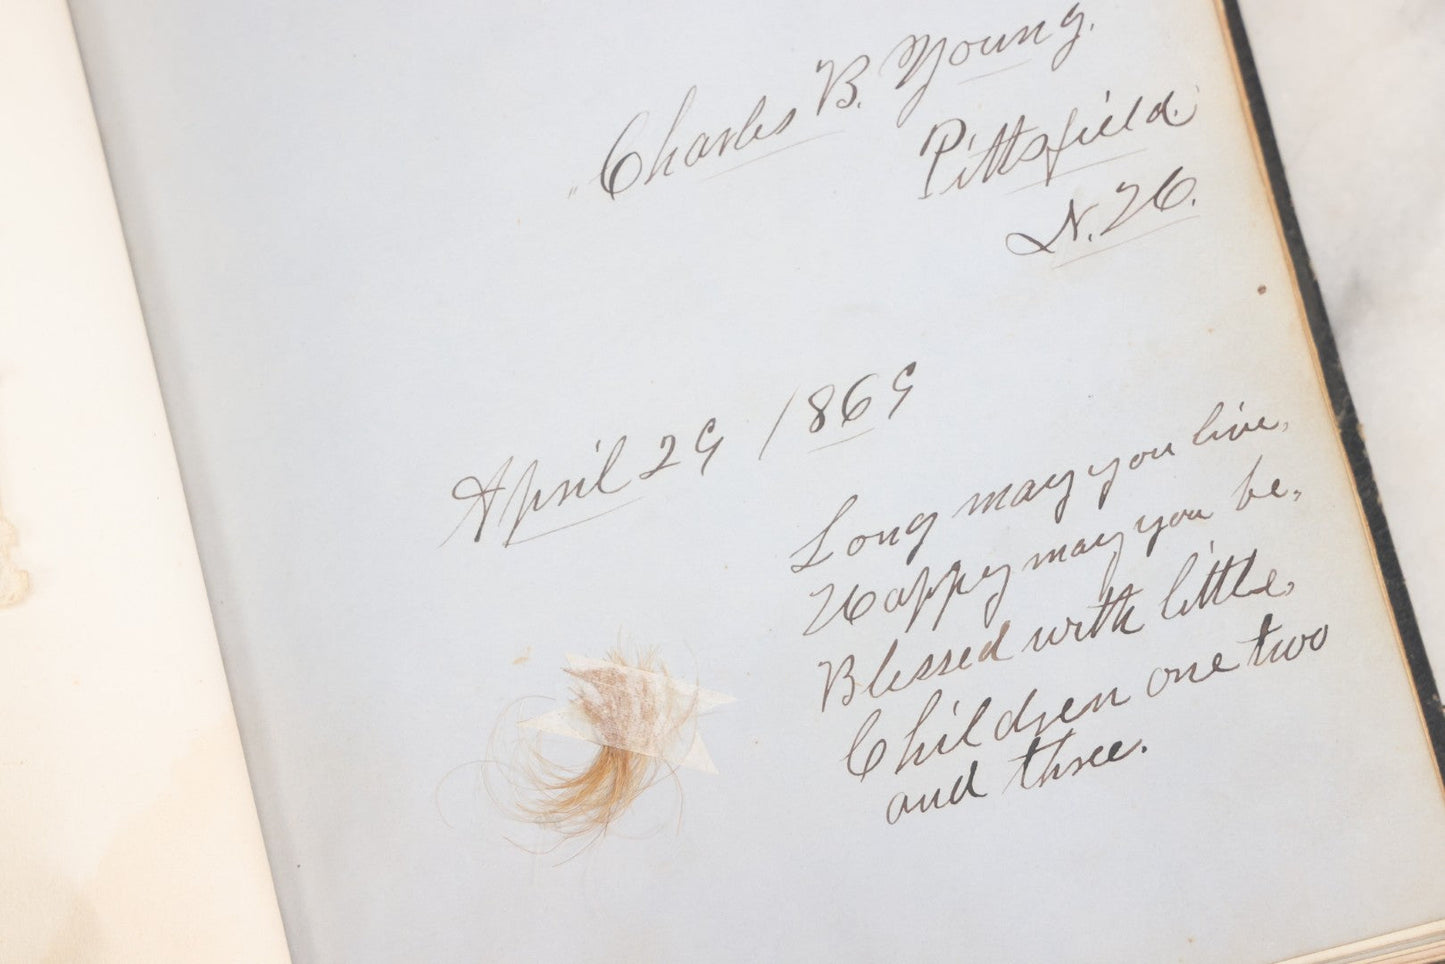 Charles B. Young.
Pittsfield.
N. H.
April 29 1869
Long may you live,
Happy may you be,
Blessed with little,
Children one two
and three.